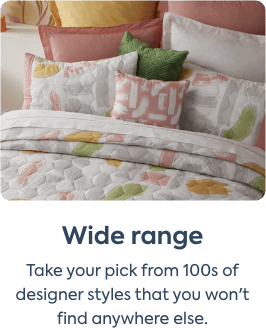 Wide range
Take your pick from 100s of
designer styles that you won't
find anywhere else.